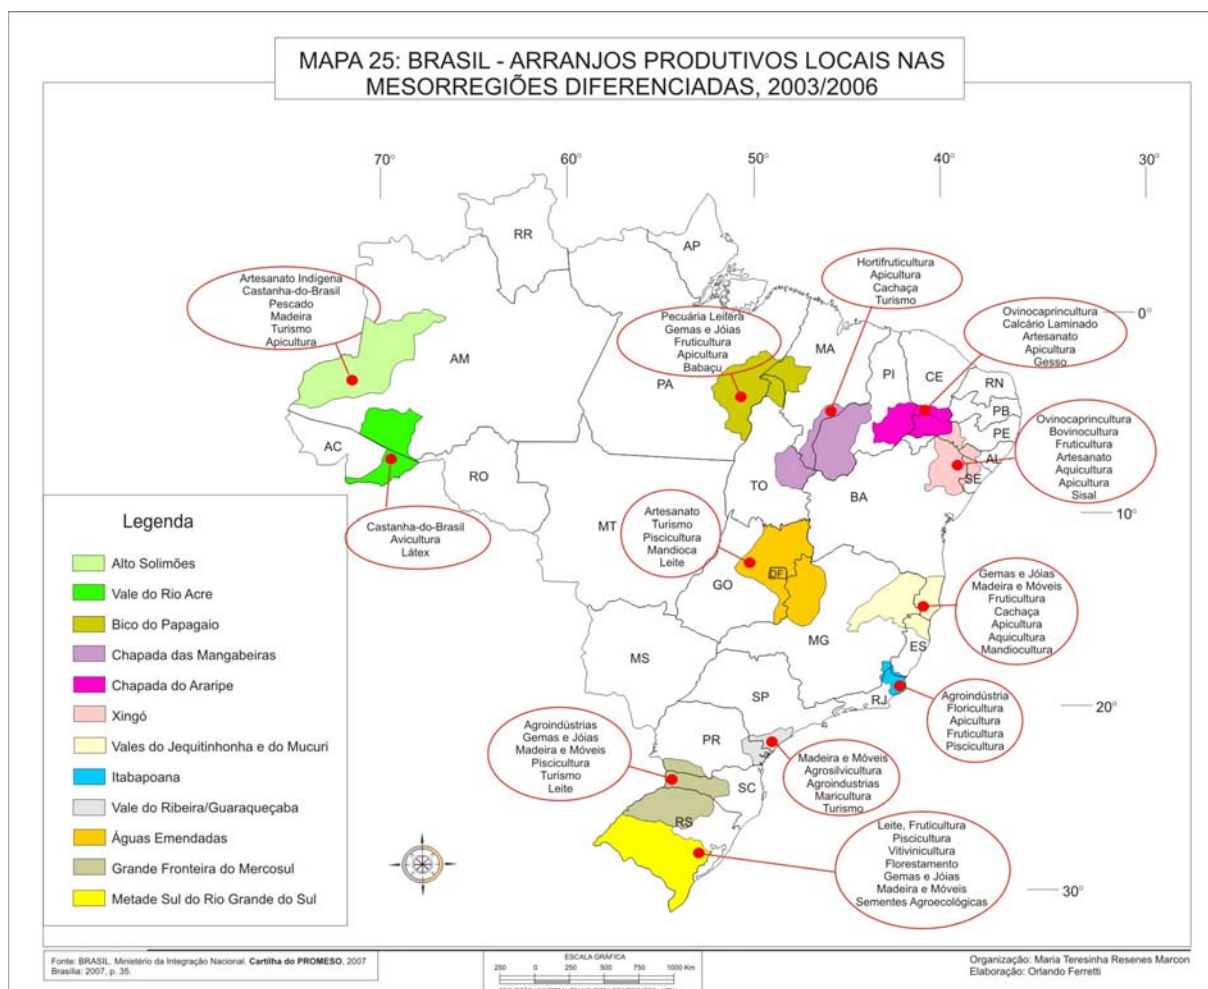 MAPA 25: BRASIL - ARRANJOS PRODUTIVOS LOCAIS NAS
MESORREGIÕES DIFERENCIADAS, 2003/2006
70°
60°
50°
40°
30°
RR
AP
Artesanato Indígena
Castanha-do-Brasil
Pescado
Madeira
Turismo
Apicultura
Hortifruticultura
Apicultura
Cachaça
Turismo
Pecuária Leitera
Gemas e Jóias
Fruticultura
Apicultura
Babaçu
Ovinocaprincultura
Calcário Laminado
Artesanato
Apicultura
Gesso
0°
AM
PA
MA
PI
CE
RN
PB
PE
AL
SE
AC
RO
TO
BA
MT
Ovinocaprincultura
Bovinocultura
Fruticultura
Artesanato
Aquicultura
Apicultura
Sisal
10°
Castanha-do-Brasil
Avicultura
Látex
Artesanato
Turismo
Piscicultura
Mandioca
Leite
DF
GO
MG
ES
MS
SP
RJ
PR
SC
RS
Gemas e Jóias
Madeira e Móveis
Fruticultura
Cachaça
Apicultura
Aquicultura
Mandiocultura
Agroindústria
Floricultura
Apicultura
Fruticultura
Piscicultura
20°
Agroindústrias
Gemas e Jóias
Madeira e Móveis
Piscicultura
Turismo
Leite
Madeira e Móveis
Agrosilvicultura
Agroindustrias
Maricultura
Turismo
Leite, Fruticultura
Piscicultura
Vitivinicultura
Florestamento
Gemas e Jóias
Madeira e Móveis
Sementes Agroecológicas
30°
Legenda
Alto Solimões
Vale do Rio Acre
Bico do Papagaio
Chapada das Mangabeiras
Chapada do Araripe
Xingó
Vales do Jequitinhonha e do Mucuri
Itabapoana
Vale do Ribeira/Guaraqueçaba
Águas Emendadas
Grande Fronteira do Mercosul
Metade Sul do Rio Grande do Sul
Fonte: BRASIL. Ministério da Integração Nacional. Cartilha do PROMESO, 2007
Brasília: 2007, p. 35.
ESCALA GRÁFICA
250 0 250 500 750 1000 Km
Organização: Maria Teresinha Resenes Marcon
Elaboração: Orlando Ferretti